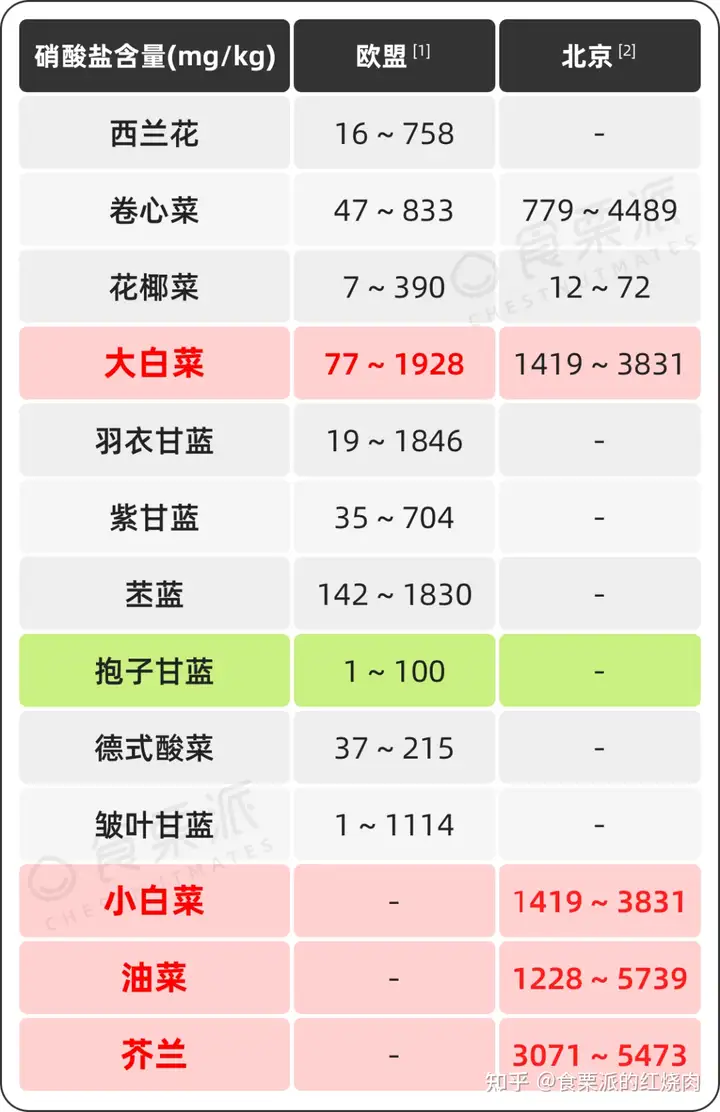 硝酸盐含量(mg/kg) 欧盟[1] 北京[2]
西兰花 16 ~ 758 -
卷心菜 47 ~ 833 779 ~ 4489
花椰菜 7 ~ 390 12 ~ 72
大白菜 77 ~ 1928 1419 ~ 3831
羽衣甘蓝 19 ~ 1846 -
紫甘蓝 35 ~ 704 -
苤蓝 142 ~ 1830 -
抱子甘蓝 1 ~ 100 -
德式酸菜 37 ~ 215 -
皱叶甘蓝 1 ~ 1114 -
小白菜 - 1419 ~ 3831
油菜 - 1228 ~ 5739
芥兰 - 3071 ~ 5473
食栗派
CHESTNUTMATES
食栗派
CHESTNUTMATES
知乎 @食栗派的红烧肉